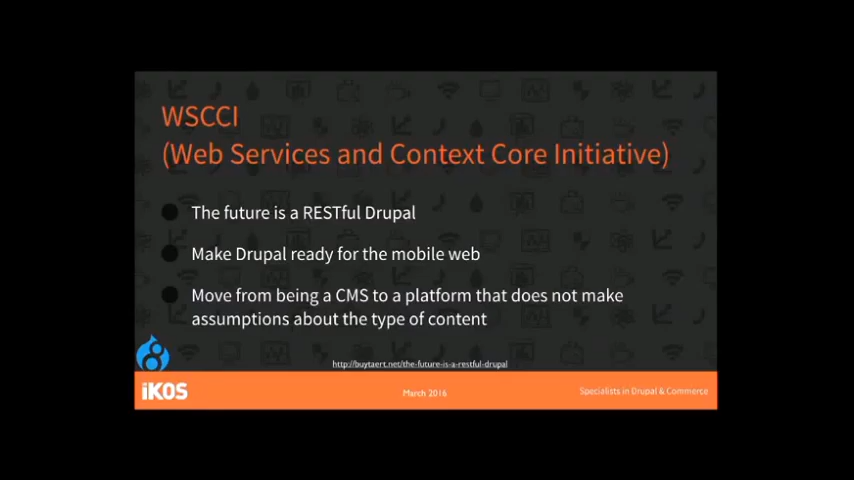 WSCCI
(Web Services and Context Core Initiative)
The future is a RESTful Drupal
Make Drupal ready for the mobile web
Move from being a CMS to a platform that does not make
assumptions about the type of content
http://buytaert.net/the-future-is-a-restful-drupal
iKOS
March 2016
Specialists in Drupal & Commerce